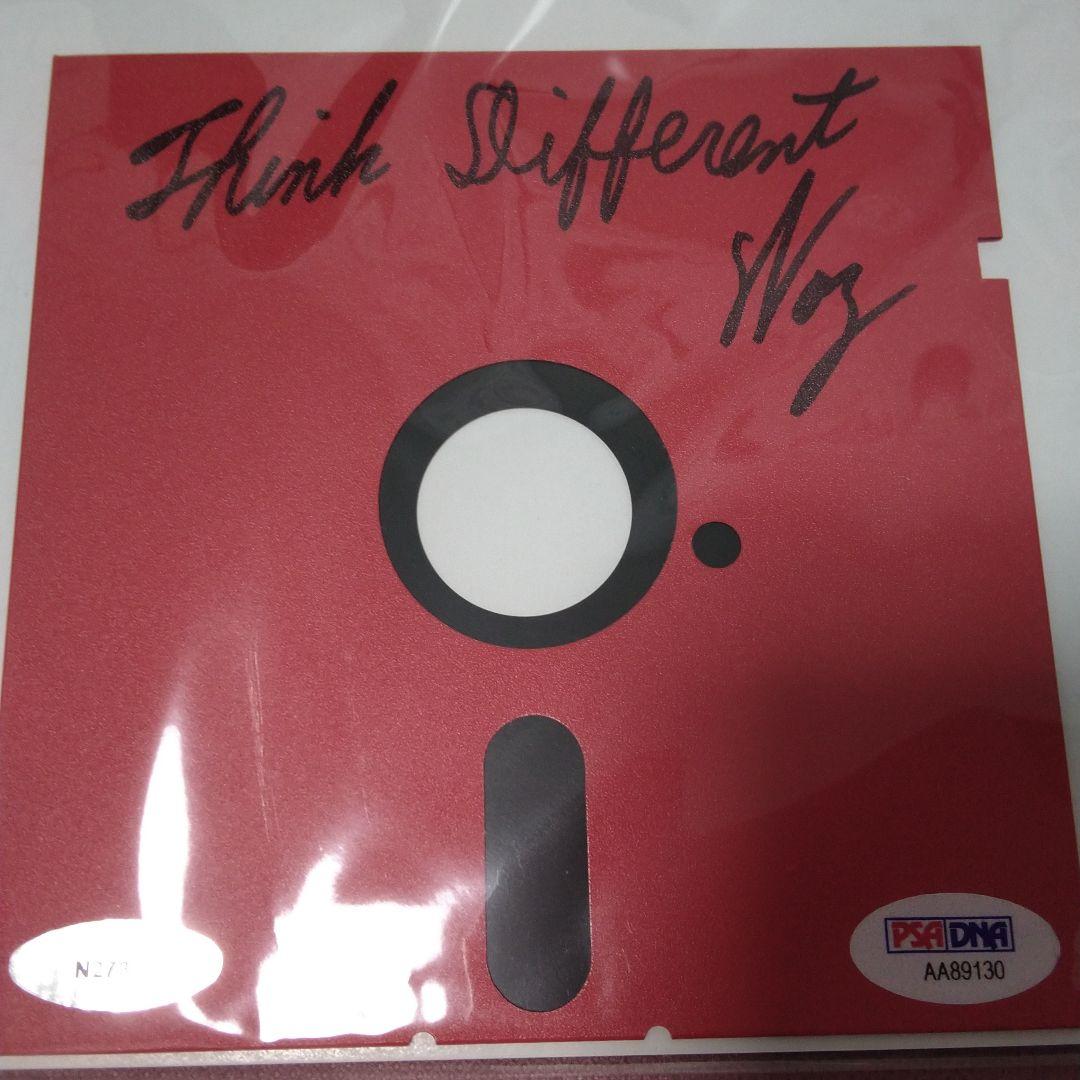 Think Different
Woz
PSA DNA
AA89130